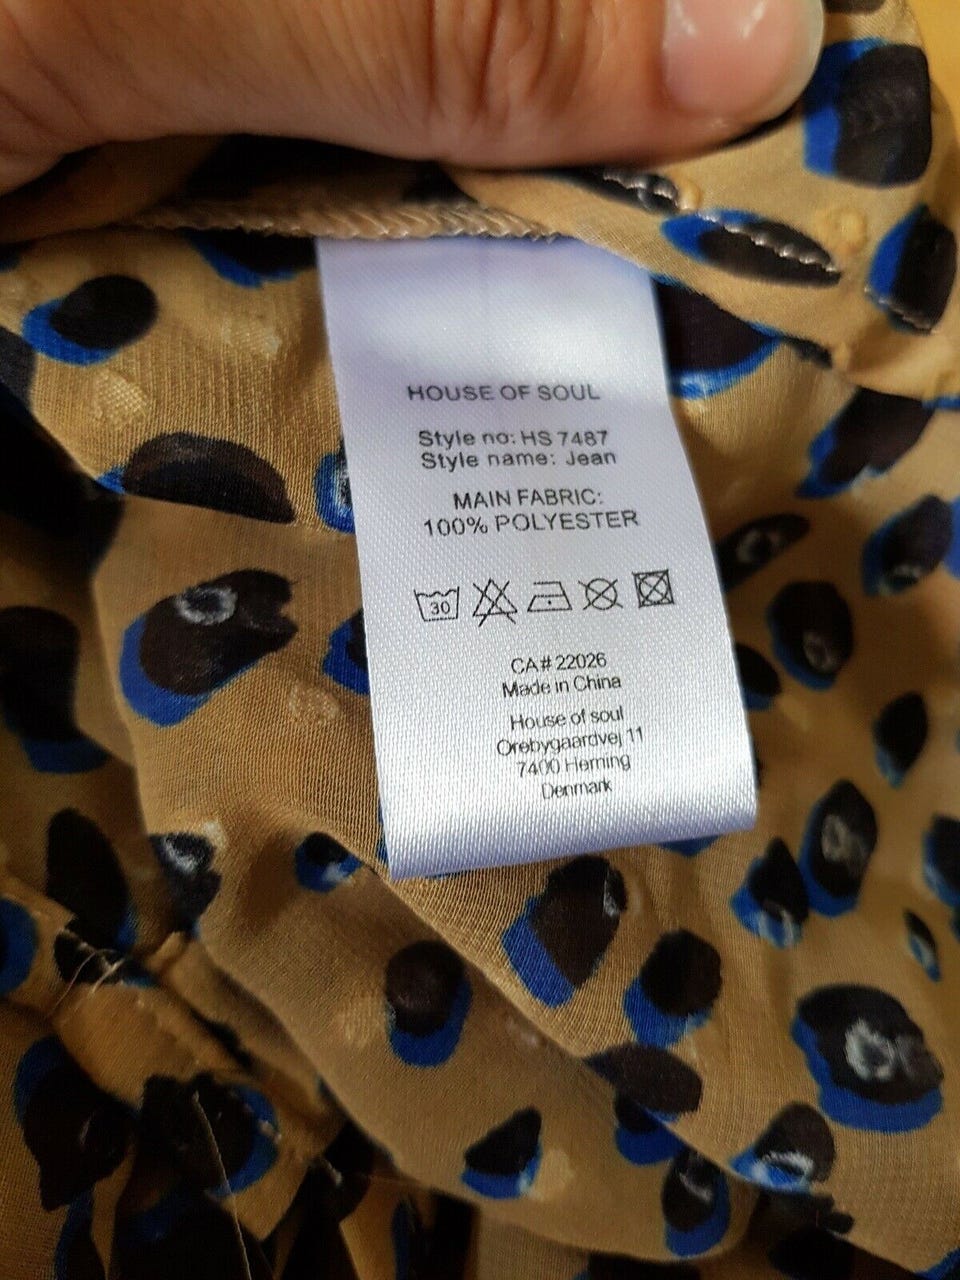 HOUSE OF SOUL
Style no: HS 7487
Style name: Jean
MAIN FABRIC:
100% POLYESTER
30
CA# 22026
Made in China
House of soul
Orebygaardvej 11
7400 Herning
Denmark